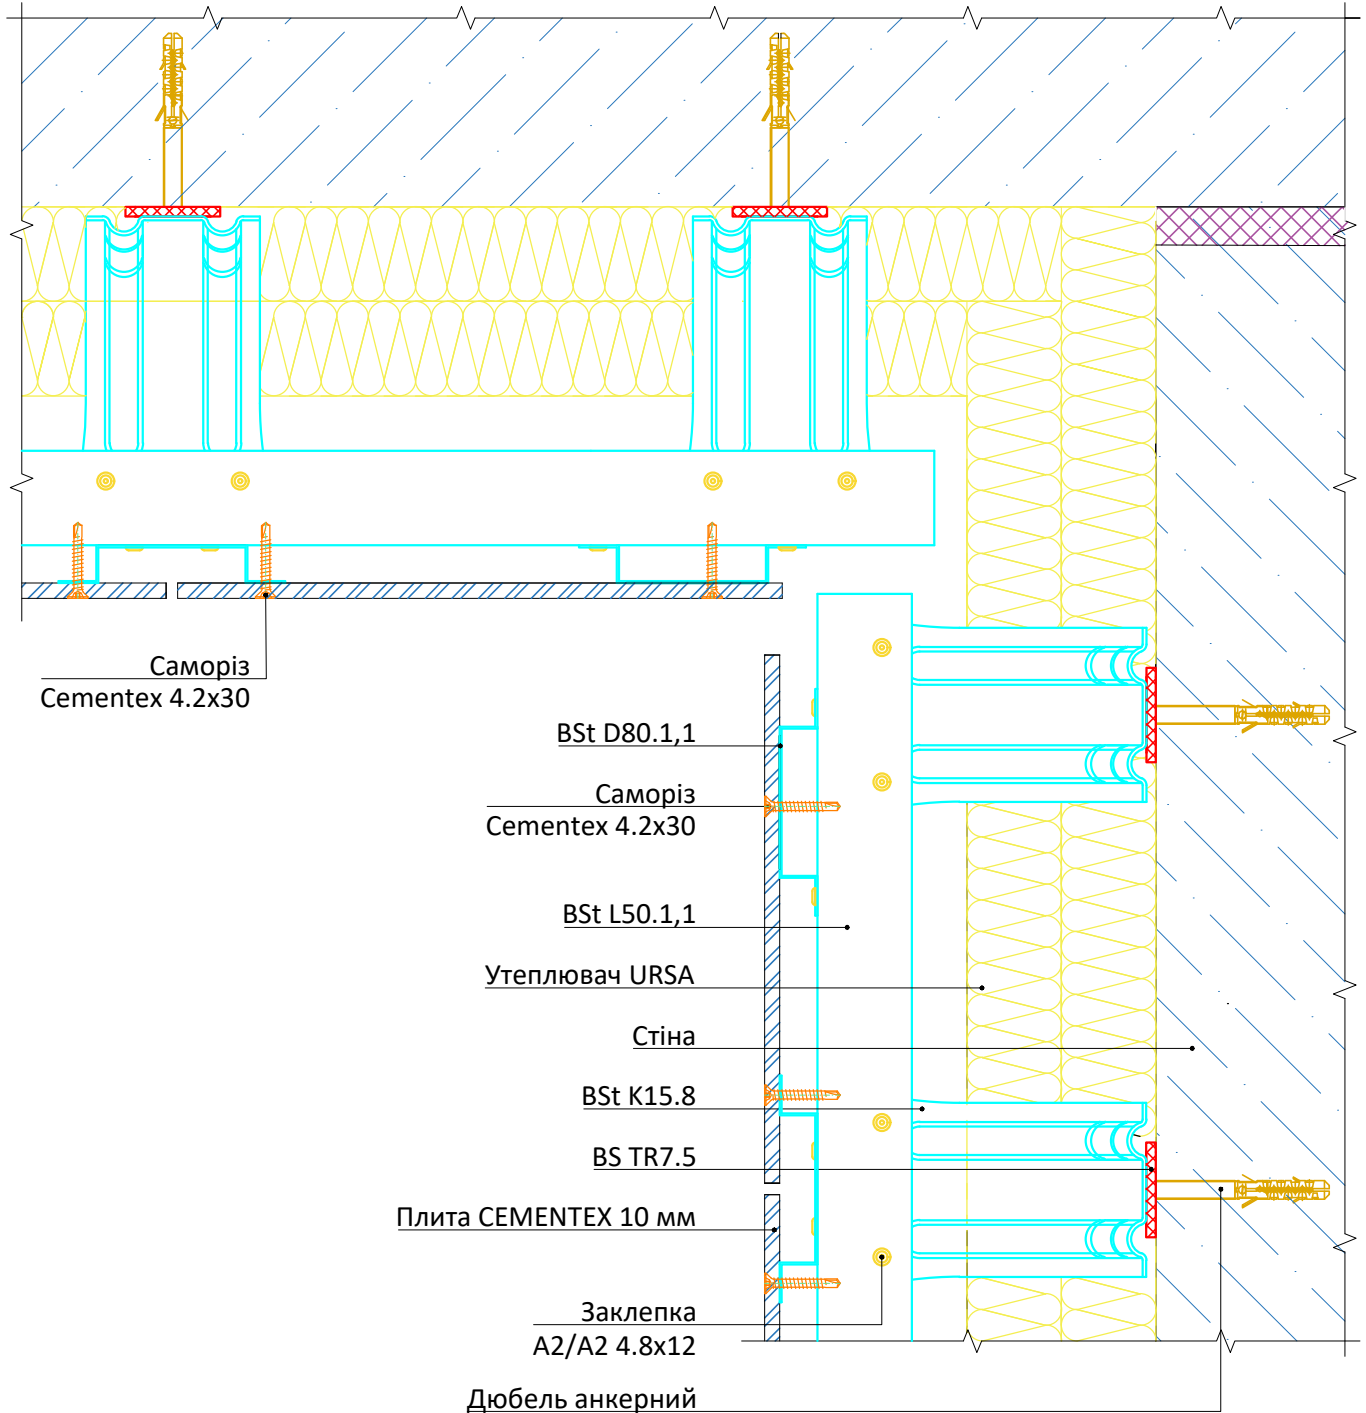 Саморіз
Cementex 4.2x30
BSt D80.1,1
Саморіз
Cementex 4.2x30
BSt L50.1,1
Утеплювач URSA
Стіна
BSt K15.8
BS TR7.5
Плита CEMENTEX 10 мм
Заклепка
A2/A2 4.8x12
Дюбель анкерний